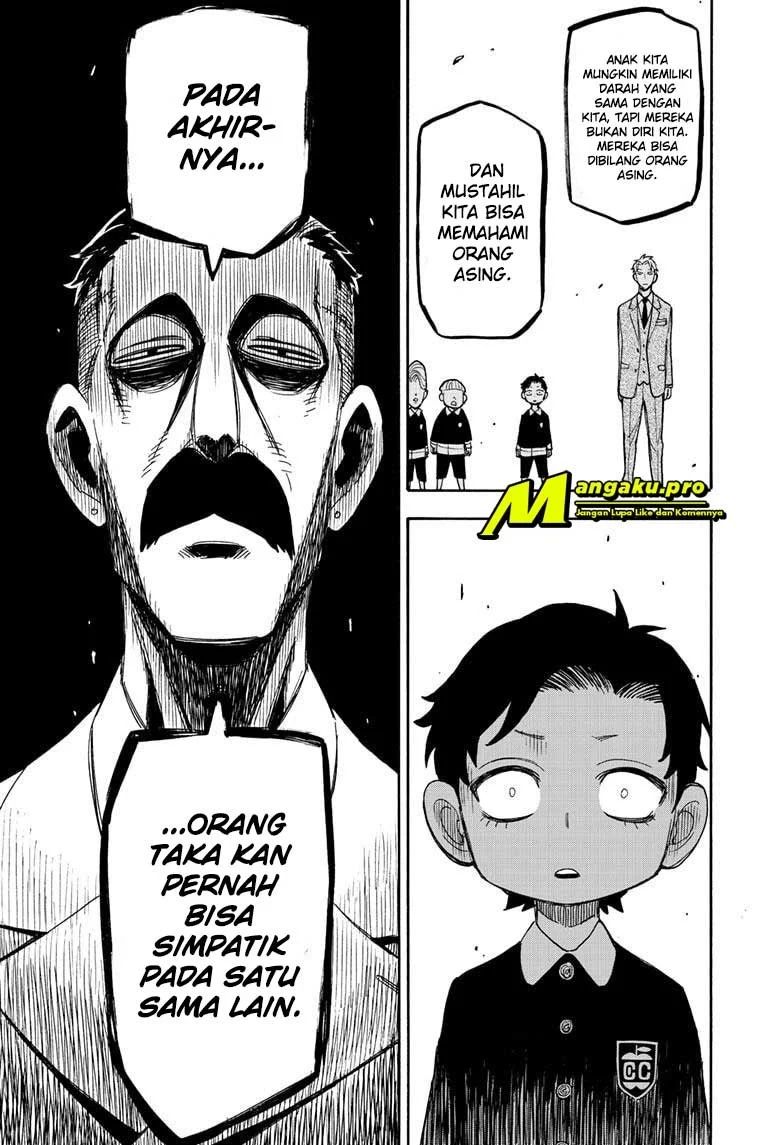 ANAK KITA
MUNGKIN MEMILIKI
DARAH YANG
SAMA DENGAN
KITA, TAPI MEREKA
BUKAN DIRI KITA.
MEREKA BISA
DIBILANG ORANG
ASING.
DAN
MUSTAHIL
KITA BISA
MEMAHAMI
ORANG
ASING.
Mangaku.pro
Jangan Lupa Like dan Komennya
CC
PADA
AKHIR-
NYA...
...ORANG
TAKA KAN
PERNAH
BISA
SIMPATIK
PADA SATU
SAMA LAIN.